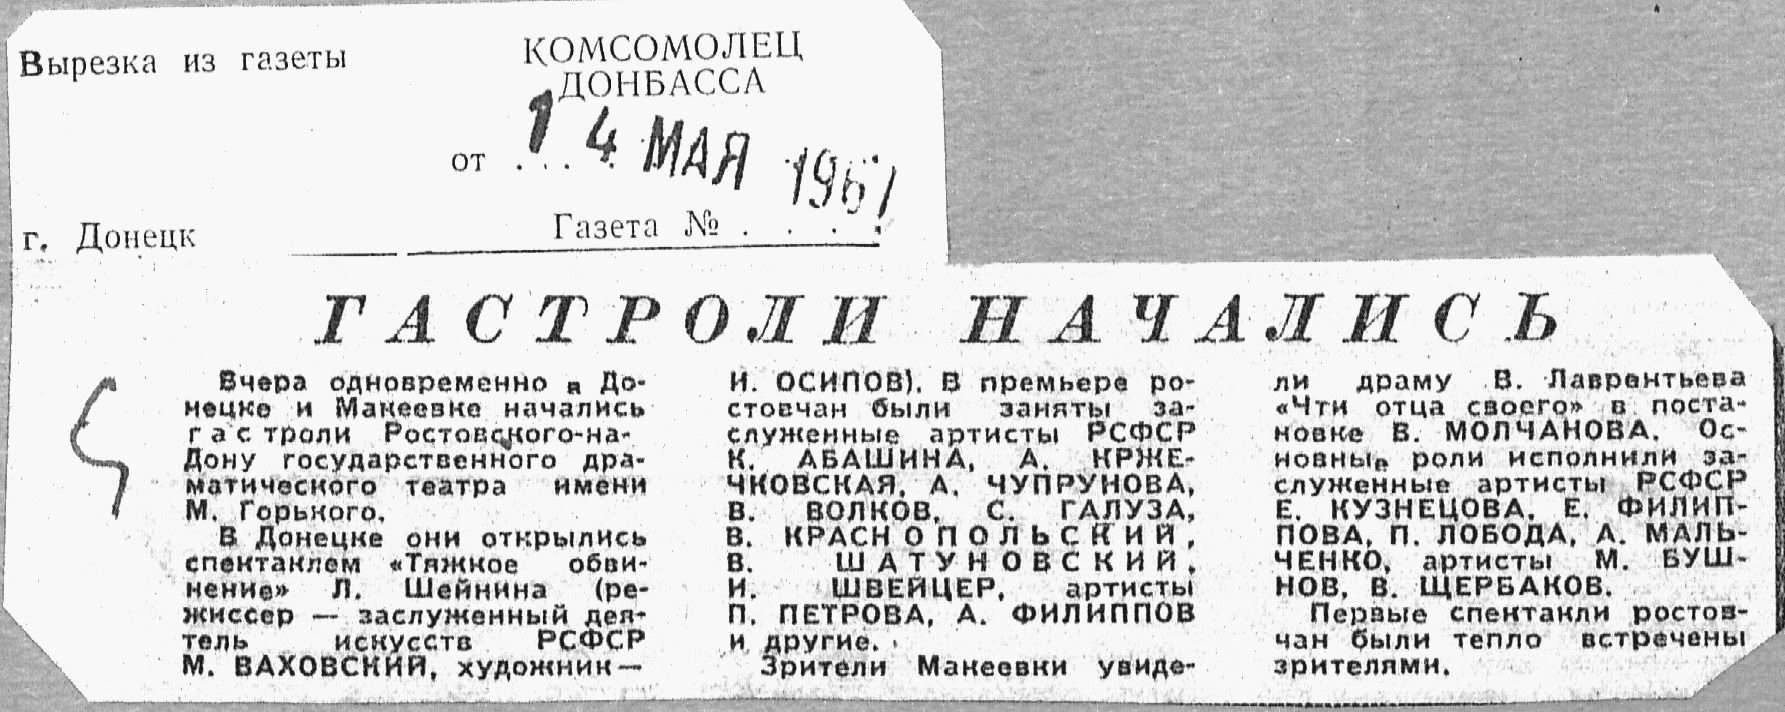 Вырезка из газеты
КОМСОМОЛЕЦ
ДОНБАССА
от . . . . 14 МАЯ 1967
г. Донецк
Газета № . . . .
ГАСТРОЛИ НАЧАЛИСЬ
Вчера одновременно в До-
нецке и Макеевке начались
гастроли Ростовского-на-
Дону государственного дра-
матического театра имени
М. Горького.
В Донецке они открылись
спектаклем «Тяжкое обви-
нение» Л. Шейнина (ре-
жиссер — заслуженный дея-
тель искусств РСФСР
М. ВАХОВСКИЙ, художник —
И. ОСИПОВ). В премьере ро-
стовчан были заняты за-
служенные артисты РСФСР
К. АБАШИНА, А. КРЖЕ-
ЧКОВСКАЯ, А. ЧУПРУНОВА,
В. ВОЛКОВ, С. ГАЛУЗА,
В. КРАСНОПОЛЬСКИЙ,
В. ШАТУНОВСКИЙ,
И. ШВЕЙЦЕР, артисты
П. ПЕТРОВА, А. ФИЛИППОВ
и другие.
Зрители Макеевки увиде-
ли драму В. Лаврентьева
«Чти отца своего» в поста-
новке В. МОЛЧАНОВА. Ос-
новные роли исполнили за-
служенные артисты РСФСР
Е. КУЗНЕЦОВА, Е. ФИЛИП-
ПОВА, П. ЛОБОДА, А. МАЛЬ-
ЧЕНКО, артисты М. БУШ-
НОВ, В. ЩЕРБАКОВ.
Первые спектакли ростов-
чан были тепло встречены
зрителями.